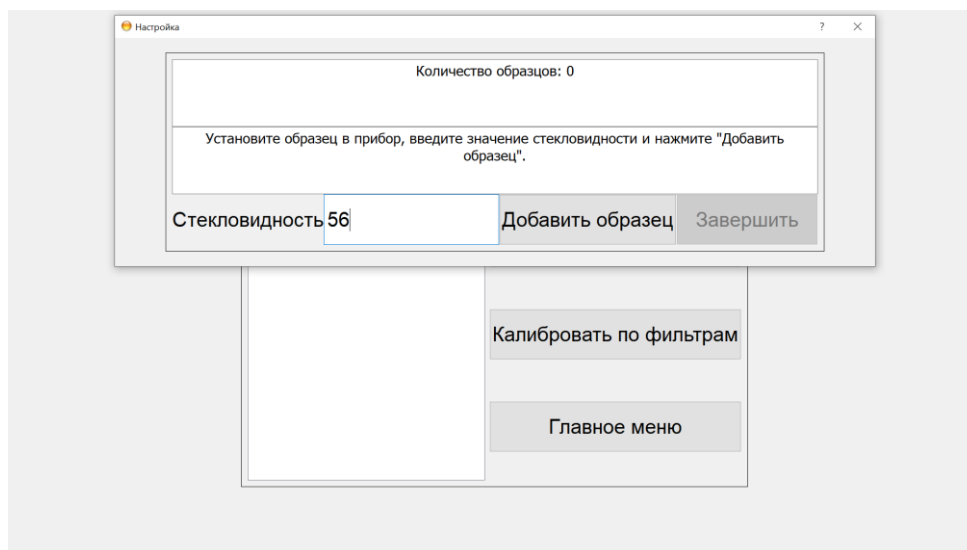 Настройка
Количество образцов: 0
Установите образец в прибор, введите значение стекловидности и нажмите "Добавить
образец".
Стекловидность 56 Добавить образец Завершить
Калибровать по фильтрам
Главное меню